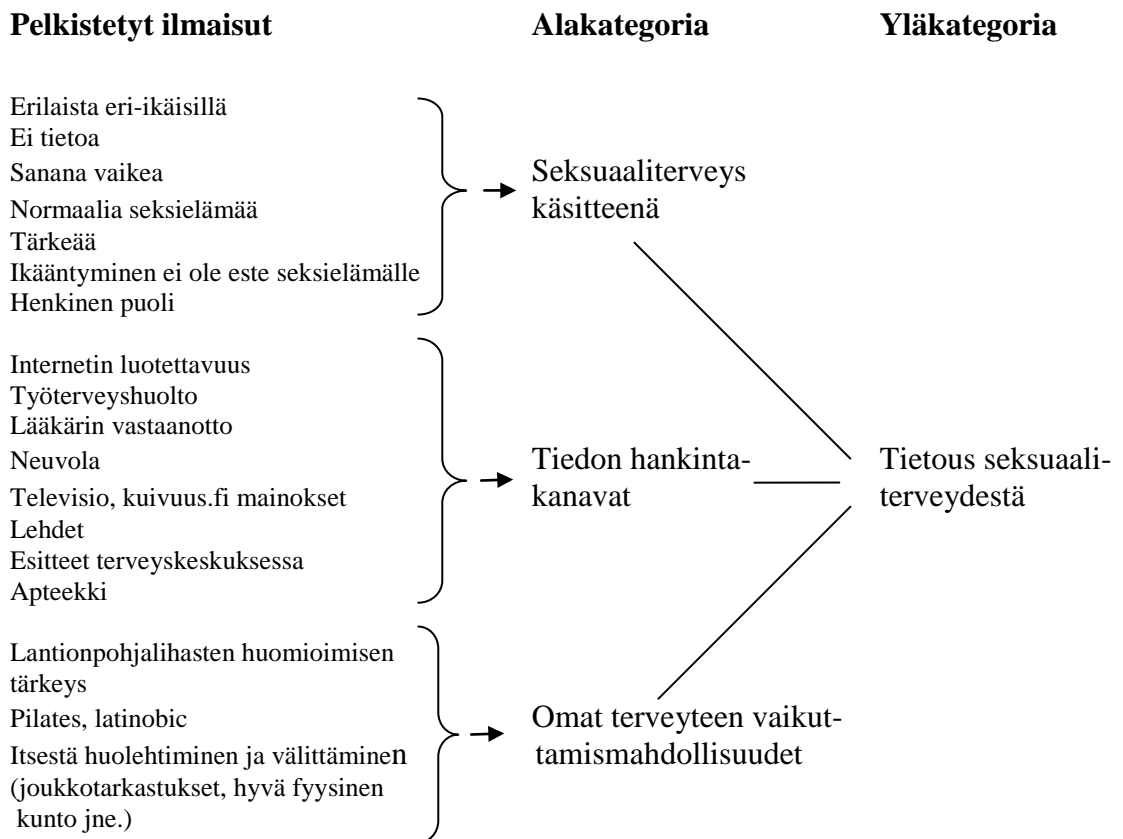 Pelkistetyt ilmaisut Alakategoria Yläkategoria
Erilaista eri-ikäisillä
Ei tietoa
Sanana vaikea
Normaalia seksielämää
Tärkeää
Ikääntyminen ei ole este seksielämälle
Henkinen puoli
Seksuaaliterveys
käsitteenä
Internetin luotettavuus
Työterveyshuolto
Lääkärin vastaanotto
Neuvola
Televisio, kuivuus.fi mainokset
Lehdet
Esitteet terveyskeskuksessa
Apteekki
Tiedon hankinta-
kanavat
Lantionpohjalihasten huomioimisen
tärkeys
Pilates, latinobic
Itsestä huolehtiminen ja välittäminen
(joukkotarkastukset, hyvä fyysinen
kunto jne.)
Omat terveyteen vaikut-
tamismahdollisuudet
Tietous seksuaali-
terveydestä